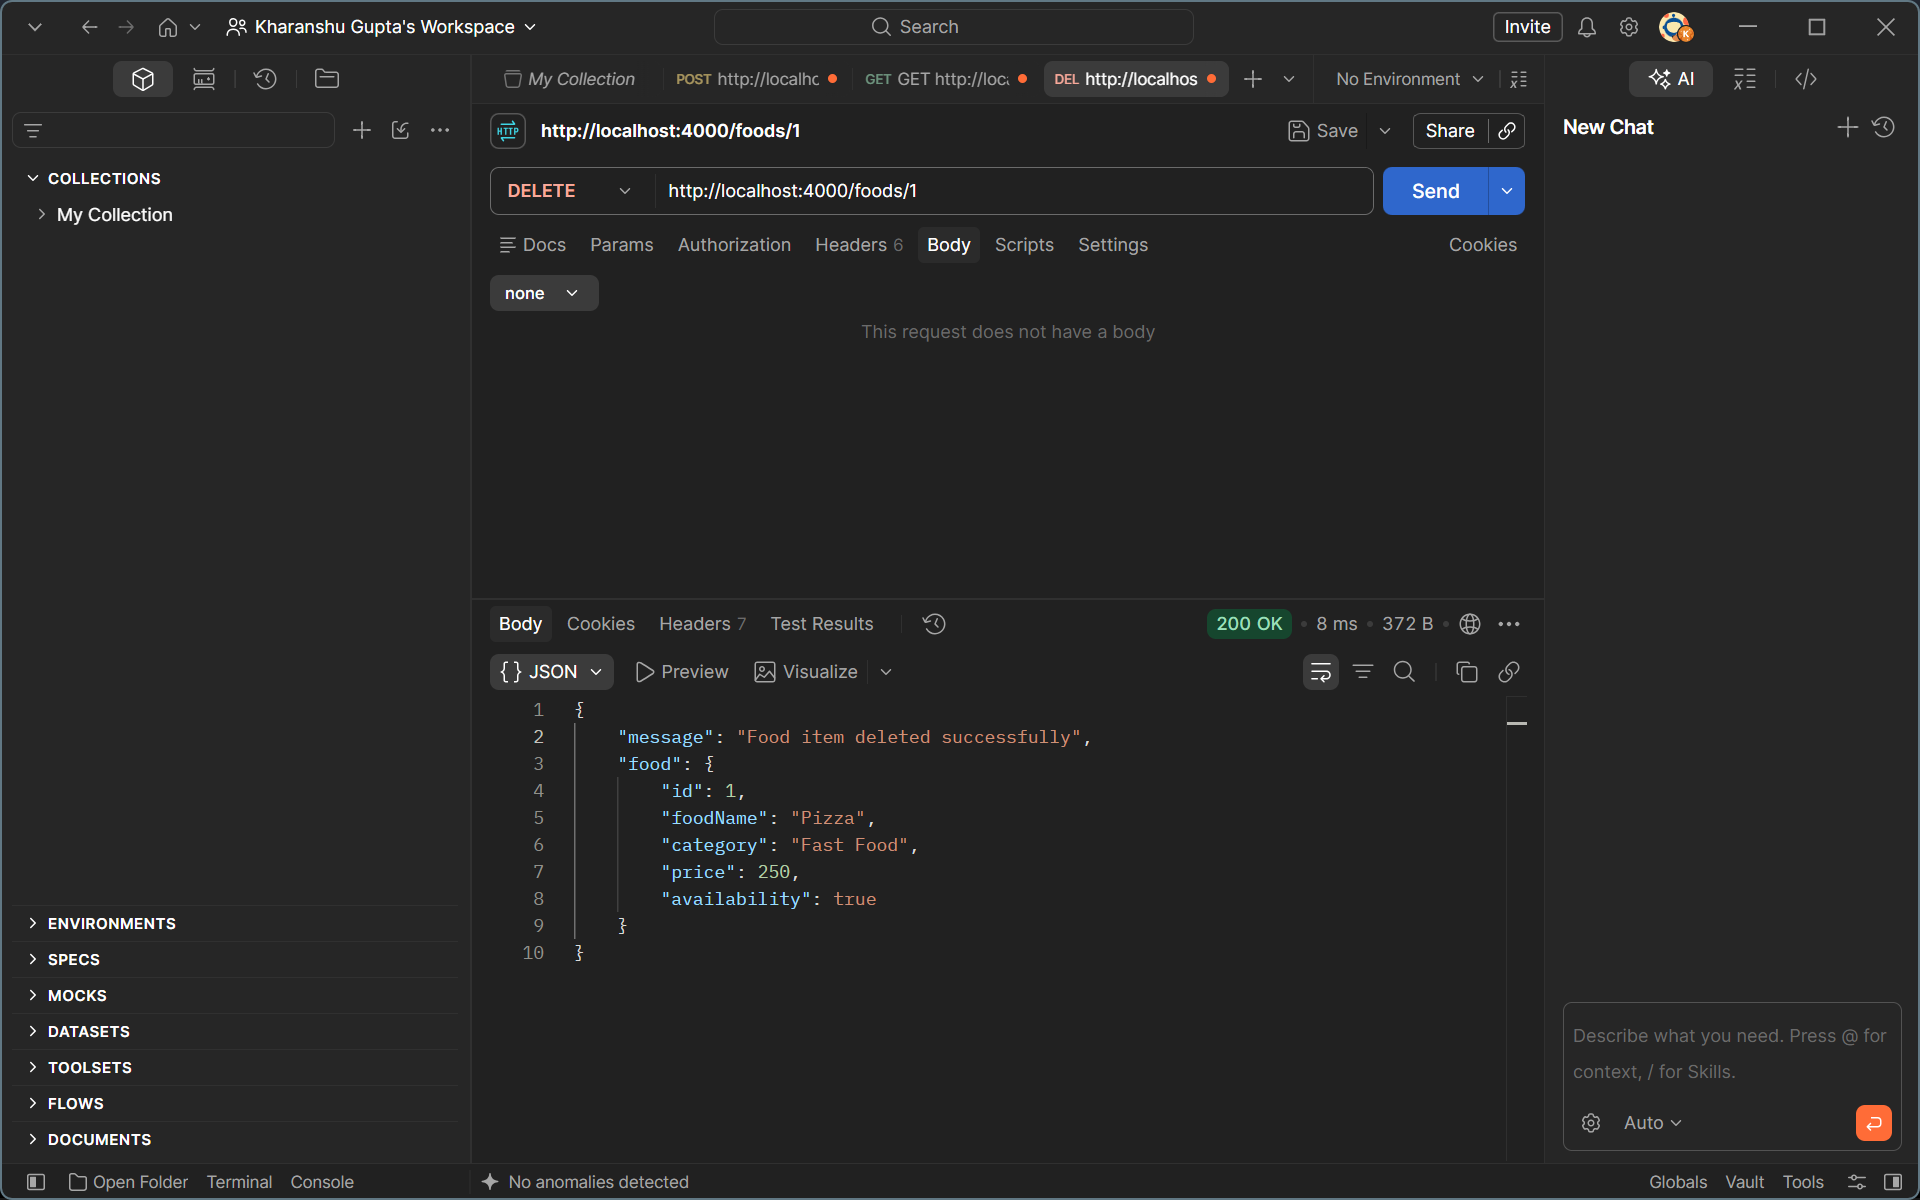 Kharanshu Gupta's Workspace
Search
Invite
K
My Collection
POST http://localhc
GET GET http://loc
DEL http://localhos
No Environment
AI
HTTP
http://localhost:4000/foods/1
Save
Share
New Chat
COLLECTIONS
My Collection
DELETE
http://localhost:4000/foods/1
Send
Docs
Params
Authorization
Headers 6
Body
Scripts
Settings
Cookies
none
This request does not have a body
Body
Cookies
Headers 7
Test Results
200 OK • 8 ms • 372 B
{} JSON
Preview
Visualize
1 {
2 "message": "Food item deleted successfully",
3 "food": {
4 "id": 1,
5 "foodName": "Pizza",
6 "category": "Fast Food",
7 "price": 250,
8 "availability": true
9 }
10 }
ENVIRONMENTS
SPECS
MOCKS
DATASETS
TOOLSETS
FLOWS
DOCUMENTS
Describe what you need. Press @ for
context, / for Skills.
Auto
Open Folder
Terminal
Console
No anomalies detected
Globals
Vault
Tools